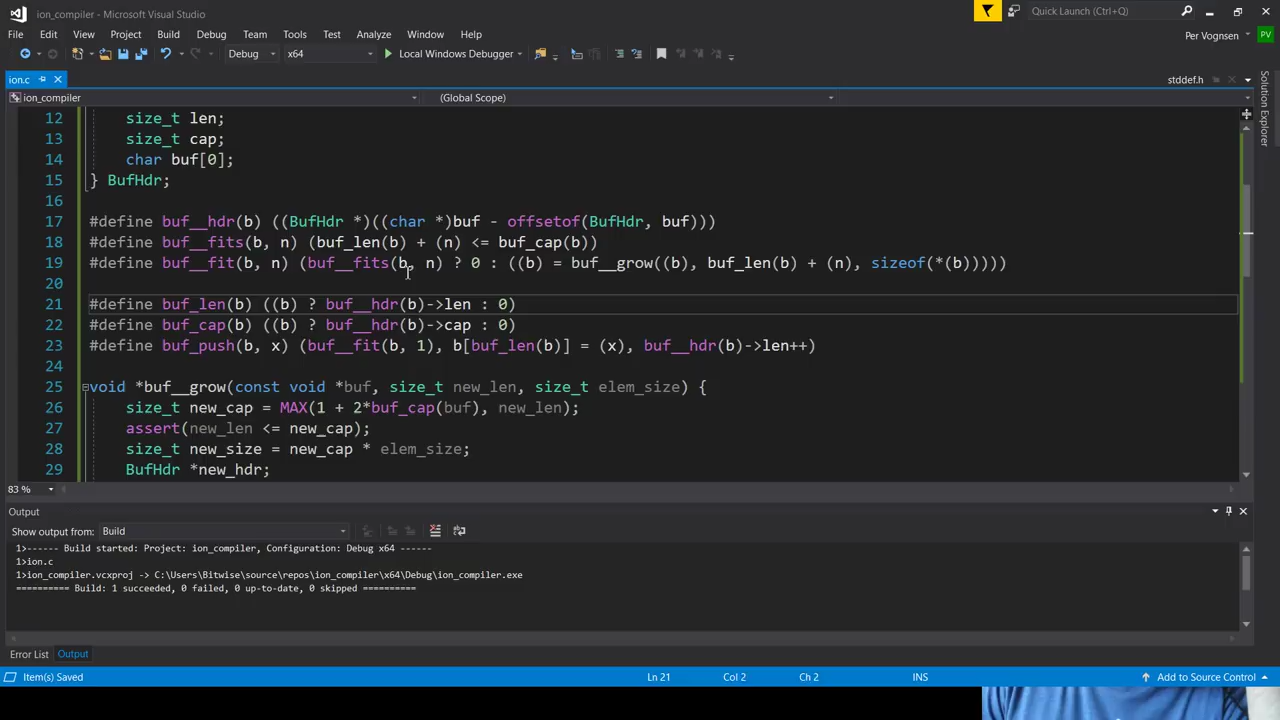 ion_compiler - Microsoft Visual Studio
Quick Launch (Ctrl+Q)
File Edit View Project Build Debug Team Tools Test Analyze Window Help
Per Vognsen PV
Debug x64 Local Windows Debugger
ion.c
stddef.h
ion_compiler (Global Scope)
Solution Explorer
12 size_t len;
13 size_t cap;
14 char buf[0];
15 } BufHdr;
16
17 #define buf__hdr(b) ((BufHdr *)((char *)buf - offsetof(BufHdr, buf)))
18 #define buf__fits(b, n) (buf_len(b) + (n) <= buf_cap(b))
19 #define buf__fit(b, n) (buf__fits(b, n) ? 0 : ((b) = buf__grow((b), buf_len(b) + (n), sizeof(*(b)))))
20
21 #define buf_len(b) ((b) ? buf__hdr(b)->len : 0)
22 #define buf_cap(b) ((b) ? buf__hdr(b)->cap : 0)
23 #define buf_push(b, x) (buf__fit(b, 1), b[buf_len(b)] = (x), buf__hdr(b)->len++)
24
25 void *buf__grow(const void *buf, size_t new_len, size_t elem_size) {
26 size_t new_cap = MAX(1 + 2*buf_cap(buf), new_len);
27 assert(new_len <= new_cap);
28 size_t new_size = new_cap * elem_size;
29 BufHdr *new_hdr;
83 %
Output
Show output from: Build
1>------ Build started: Project: ion_compiler, Configuration: Debug x64 ------
1>ion.c
1>ion_compiler.vcxproj -> C:\Users\Bitwise\source\repos\ion_compiler\x64\Debug\ion_compiler.exe
========== Build: 1 succeeded, 0 failed, 0 up-to-date, 0 skipped ==========
Error List Output
Item(s) Saved Ln 21 Col 2 Ch 2 INS Add to Source Control